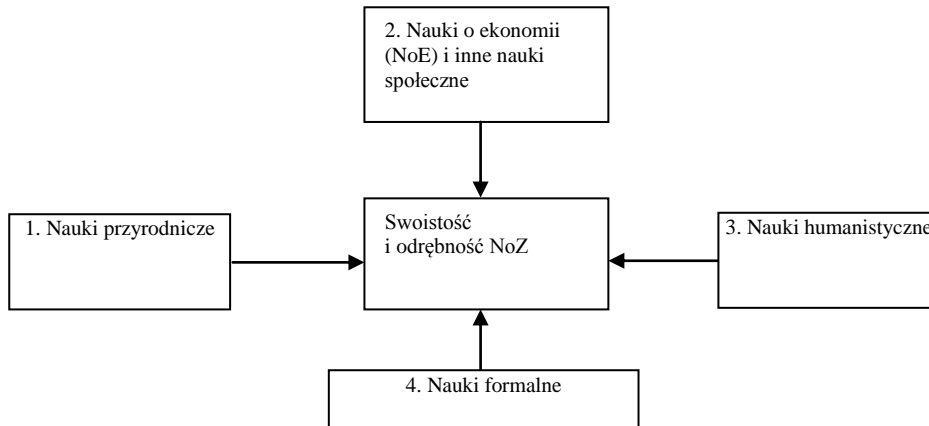 2. Nauki o ekonomii
(NoE) i inne nauki
społeczne
1. Nauki przyrodnicze
Swoistość
i odrębność NoZ
3. Nauki humanistyczne
4. Nauki formalne